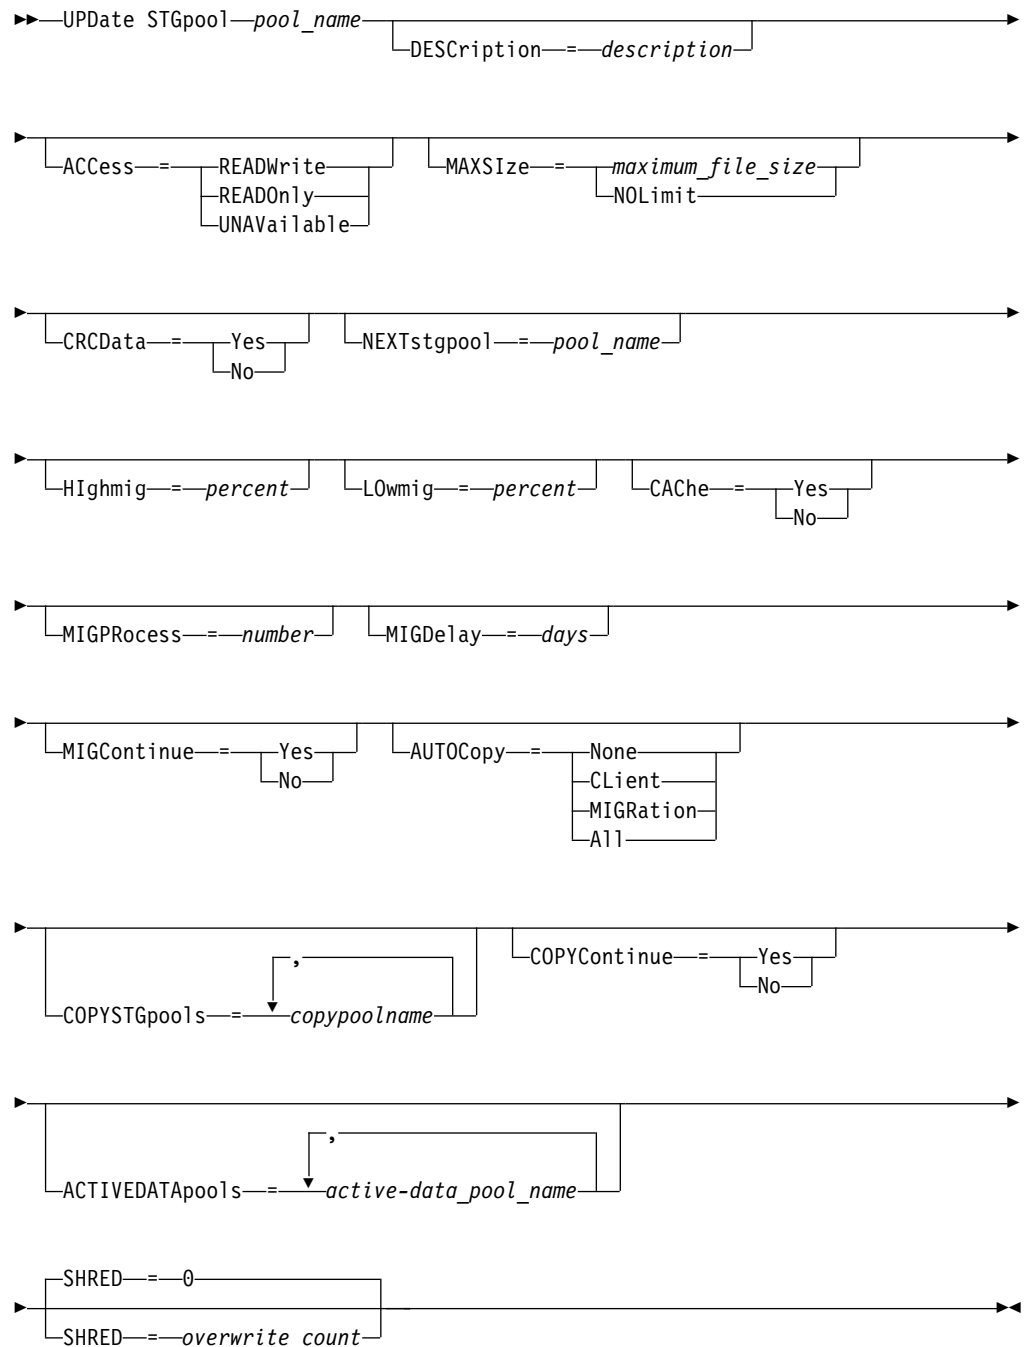 UPDate STGpool pool_name
DESCription = description
ACCess = READWrite
READOnly
UNAVailable
MAXSIze = maximum_file_size
NOLimit
CRCData = Yes
No
NEXTstgpool = pool_name
HIghmig = percent
LOwmig = percent
CAChe = Yes
No
MIGPRocess = number
MIGDelay = days
MIGContinue = Yes
No
AUTOCopy = None
CLient
MIGRation
All
,
COPYSTGpools = copypoolname
COPYContinue = Yes
No
,
ACTIVEDATApools = active-data_pool_name
SHRED = 0
SHRED = overwrite count